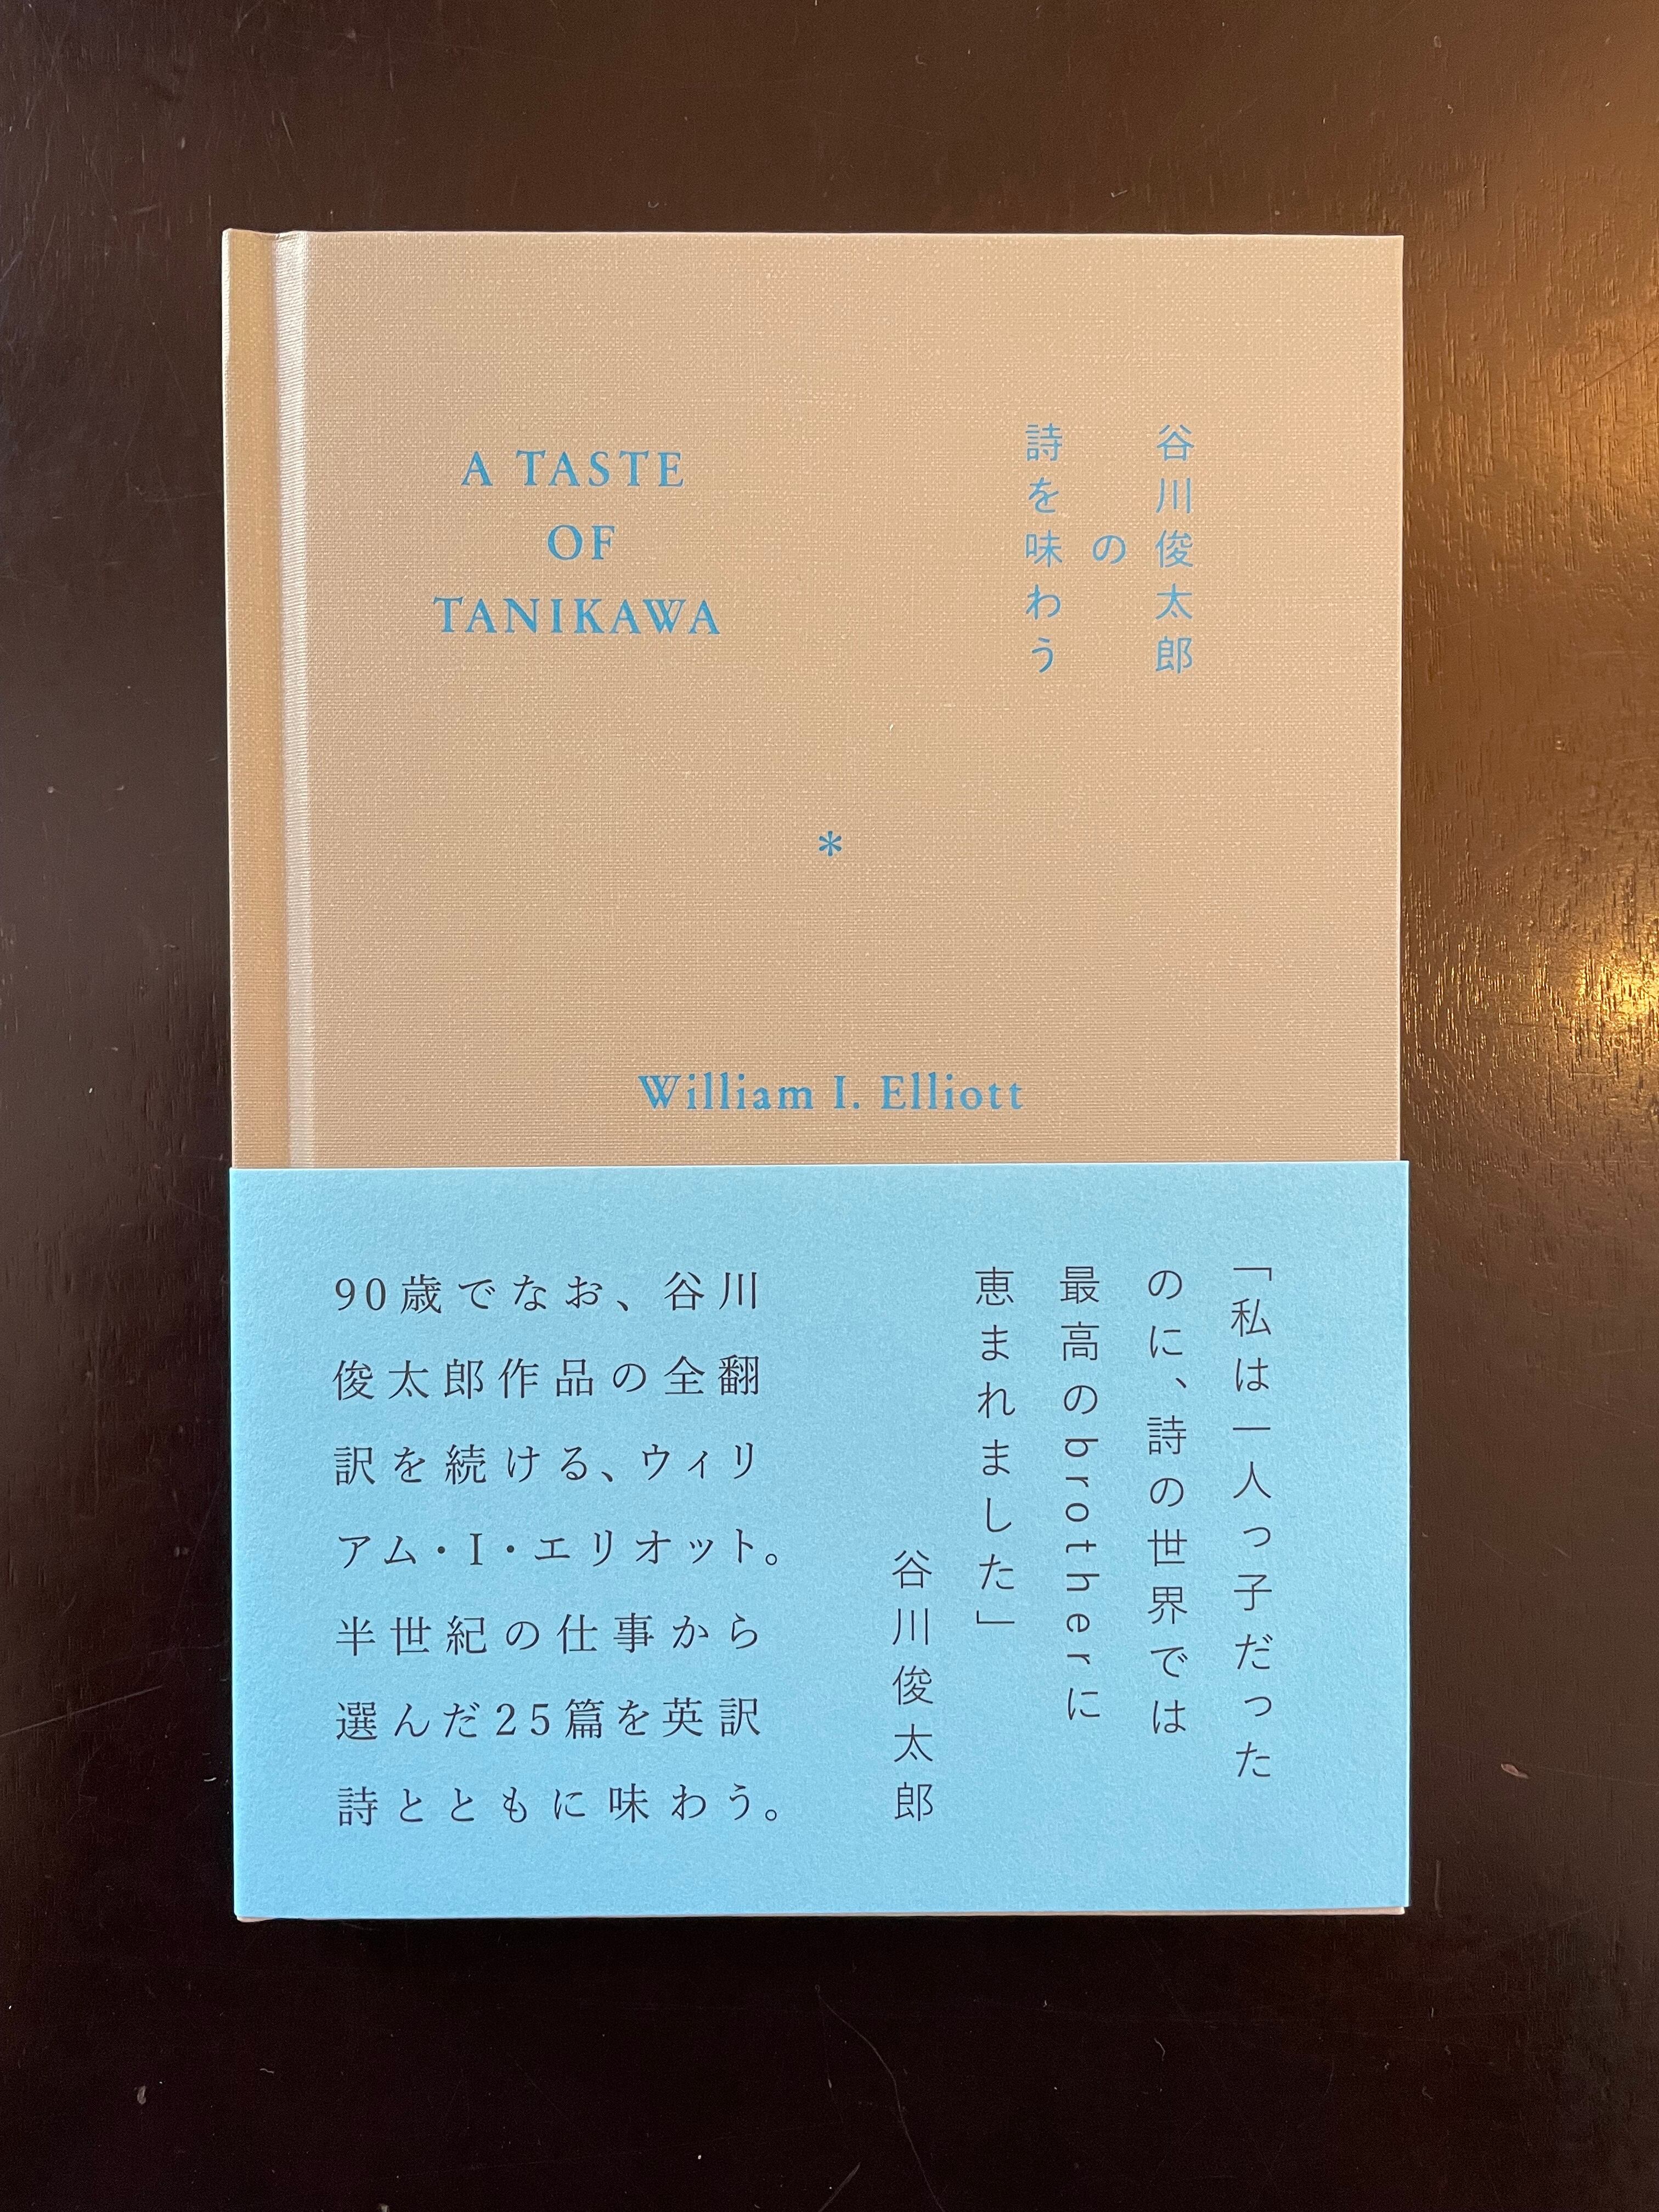 A TASTE
OF
TANIKAWA
谷川俊太郎
の
詩を味わう
*
William I. Elliott
「私は一人っ子だった
のに、詩の世界では
最高のbrotherに
恵まれました」
谷川俊太郎
90歳でなお、谷川
俊太郎作品の全翻
訳を続ける、ウィリ
アム・I・エリオット。
半世紀の仕事から
選んだ25篇を英訳
詩とともに味わう。